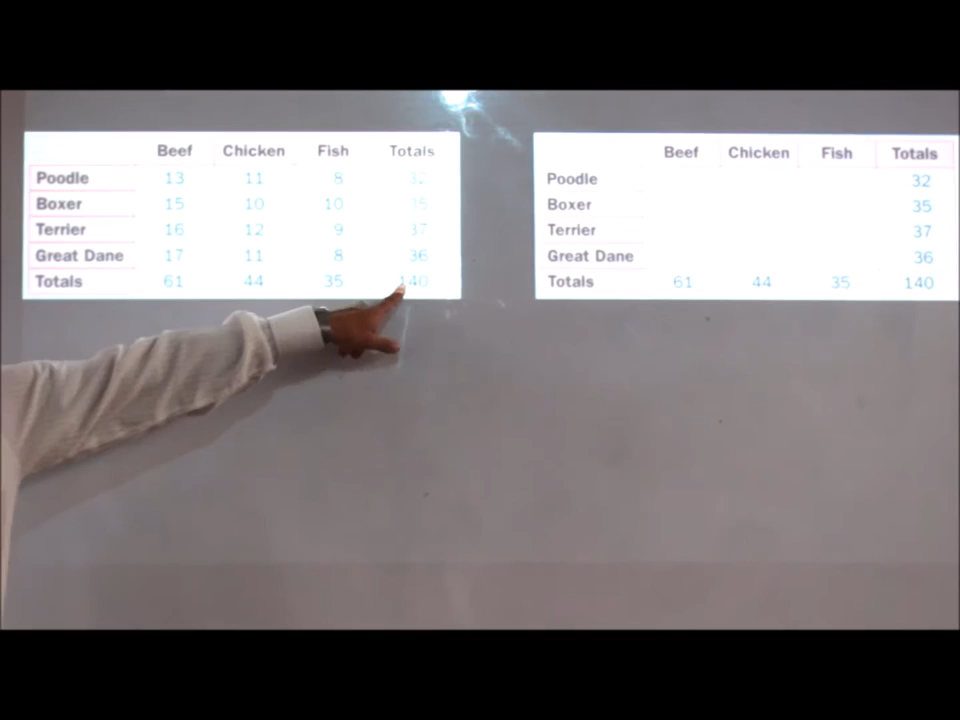 Beef Chicken Fish Totals
Poodle 13 11 8 32
Boxer 15 10 10 35
Terrier 16 12 9 37
Great Dane 17 11 8 36
Totals 61 44 35 140
Beef Chicken Fish Totals
Poodle 32
Boxer 35
Terrier 37
Great Dane 36
Totals 61 44 35 140